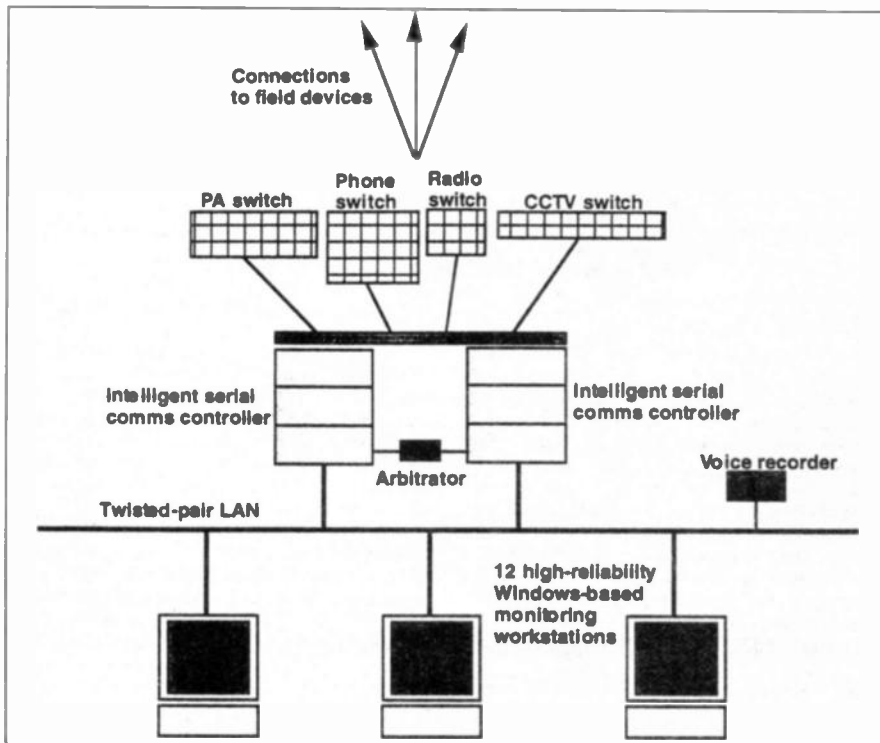 Connections
to field devices
PA switch
Phone
switch
Radio
switch
CCTV switch
Intelligent serial
comms controller
Intelligent serial
comms controller
Arbitrator
Voice recorder
Twisted-pair LAN
12 high-reliability
Windows-based
monitoring
workstations